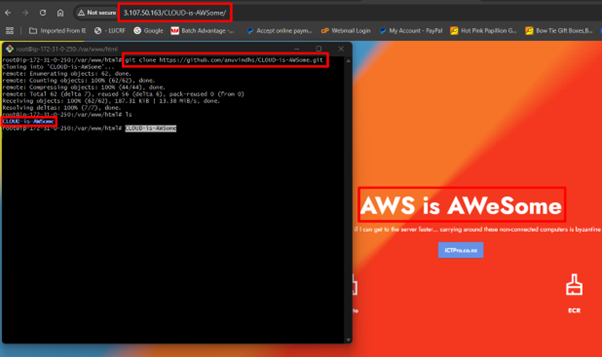 Not secure 3.107.50.163/CLOUD-is-AWSome/
Imported From IE
- LUCRF
Google
Batch Advantage -...
Accept online paym...
Webmail Login
My Account - PayPal
Hot Pink Papillion G...
Bow Tie Gift Boxes,B...
root@ip-172-31-0-250: /var/www/html
root@ip-172-31-0-250:/var/www/html# git clone https://github.com/anuvindhs/CLOUD-is-AWSome.git
Cloning into 'CLOUD-is-AWSome'...
remote: Enumerating objects: 62, done.
remote: Counting objects: 100% (62/62), done.
remote: Compressing objects: 100% (44/44), done.
remote: Total 62 (delta 7), reused 56 (delta 6), pack-reused 0 (from 0)
Receiving objects: 100% (62/62), 187.31 KiB | 13.38 MiB/s, done.
Resolving deltas: 100% (7/7), done.
root@ip-172-31-0-250:/var/www/html# ls
CLOUD-is-AWSome
root@ip-172-31-0-250:/var/www/html# CLOUD-is-AWSome
AWS is AWeSome
if I can get to the server faster... carrying around these non-connected computers is byzantine
ICTPro.co.nz
ECR